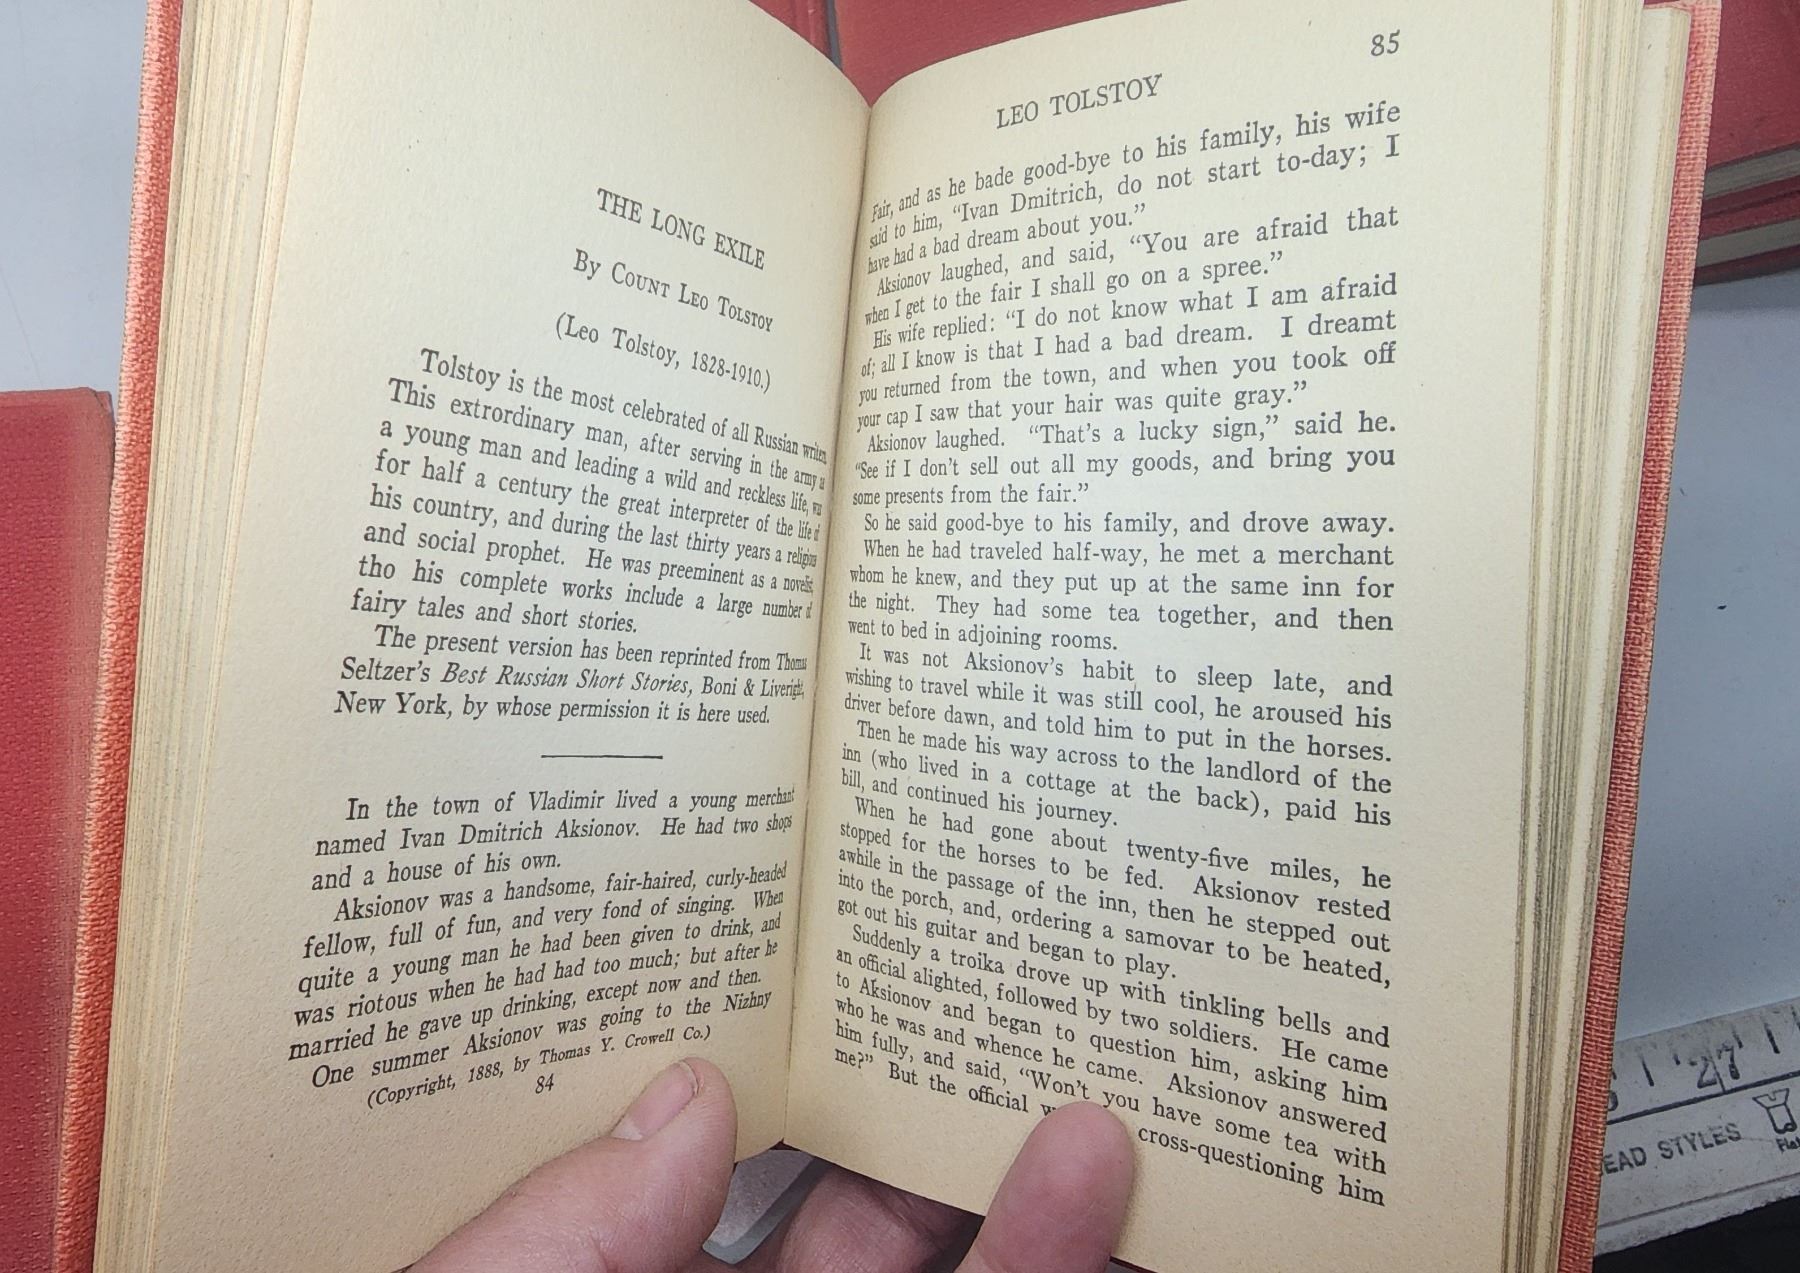 THE LONG EXILE
By COUNT LEO TOLSTOY
(Leo Tolstoy, 1828-1910.)
Tolstoy is the most celebrated of all Russian writers
This extrordinary man, after serving in the army as
a young man and leading a wild and reckless life, was
for half a century the great interpreter of the life of
his country, and during the last thirty years a religious
and social prophet. He was preeminent as a novelist,
tho his complete works include a large number of
fairy tales and short stories.
The present version has been reprinted from Thomas
Seltzer's Best Russian Short Stories, Boni & Liveright,
New York, by whose permission it is here used.
In the town of Vladimir lived a young merchant
named Ivan Dmitrich Aksionov. He had two shops
and a house of his own.
Aksionov was a handsome, fair-haired, curly-headed
fellow, full of fun, and very fond of singing. When
quite a young man he had been given to drink, and
was riotous when he had had too much; but after he
married he gave up drinking, except now and then.
One summer Aksionov was going to the Nizhny
(Copyright, 1888, by Thomas Y. Crowell Co.)
84
85
LEO TOLSTOY
Fair, and as he bade good-bye to his family, his wife
said to him, "Ivan Dmitrich, do not start to-day; I
have had a bad dream about you."
Aksionov laughed, and said, "You are afraid that
when I get to the fair I shall go on a spree."
His wife replied: "I do not know what I am afraid
of; all I know is that I had a bad dream. I dreamt
you returned from the town, and when you took off
your cap I saw that your hair was quite gray."
Aksionov laughed. "That's a lucky sign," said he.
"See if I don't sell out all my goods, and bring you
some presents from the fair."
So he said good-bye to his family, and drove away.
When he had traveled half-way, he met a merchant
whom he knew, and they put up at the same inn for
the night. They had some tea together, and then
went to bed in adjoining rooms.
It was not Aksionov's habit to sleep late, and
wishing to travel while it was still cool, he aroused his
driver before dawn, and told him to put in the horses.
Then he made his way across to the landlord of the
inn (who lived in a cottage at the back), paid his
bill, and continued his journey.
When he had gone about twenty-five miles, he
stopped for the horses to be fed. Aksionov rested
awhile in the passage of the inn, then he stepped out
into the porch, and, ordering a samovar to be heated,
got out his guitar and began to play.
Suddenly a troika drove up with tinkling bells and
an official alighted, followed by two soldiers. He came
to Aksionov and began to question him, asking him
who he was and whence he came. Aksionov answered
him fully, and said, "Won't you have some tea with
me?" But the official cross-questioning him
27
EAD STYLES